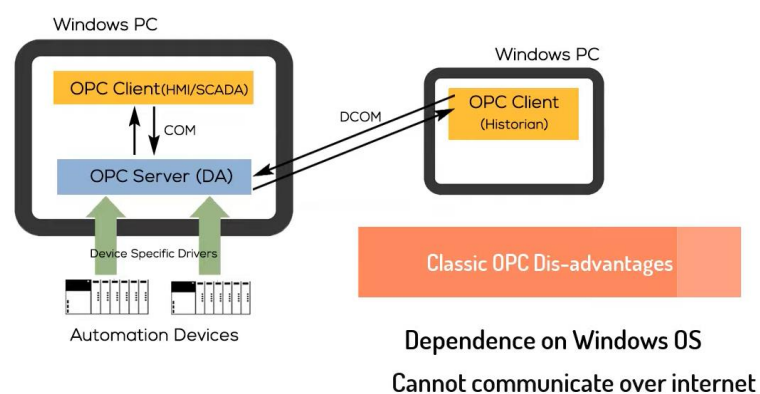 Windows PC
OPC Client(HMI/SCADA)
COM
OPC Server (DA)
Device Specific Drivers
Automation Devices
DCOM
Windows PC
OPC Client
(Historian)
Classic OPC Dis-advantages
Dependence on Windows OS
Cannot communicate over internet